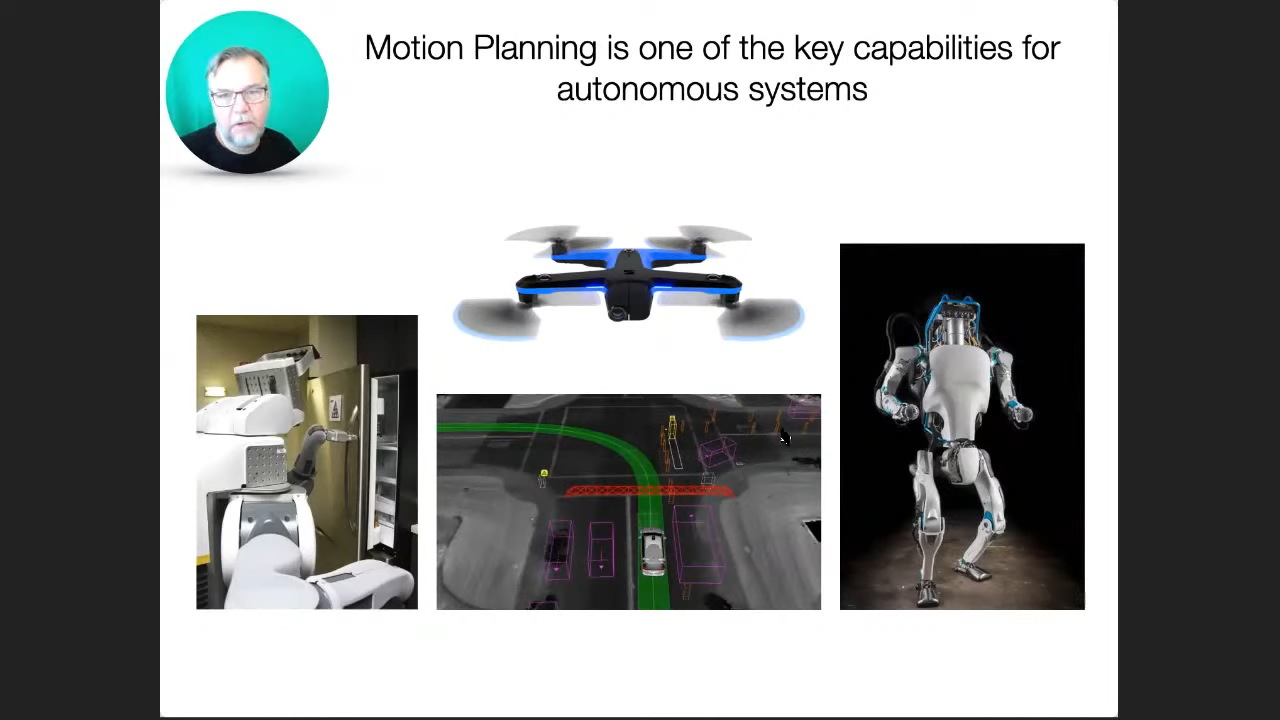 Motion Planning is one of the key capabilities for
autonomous systems